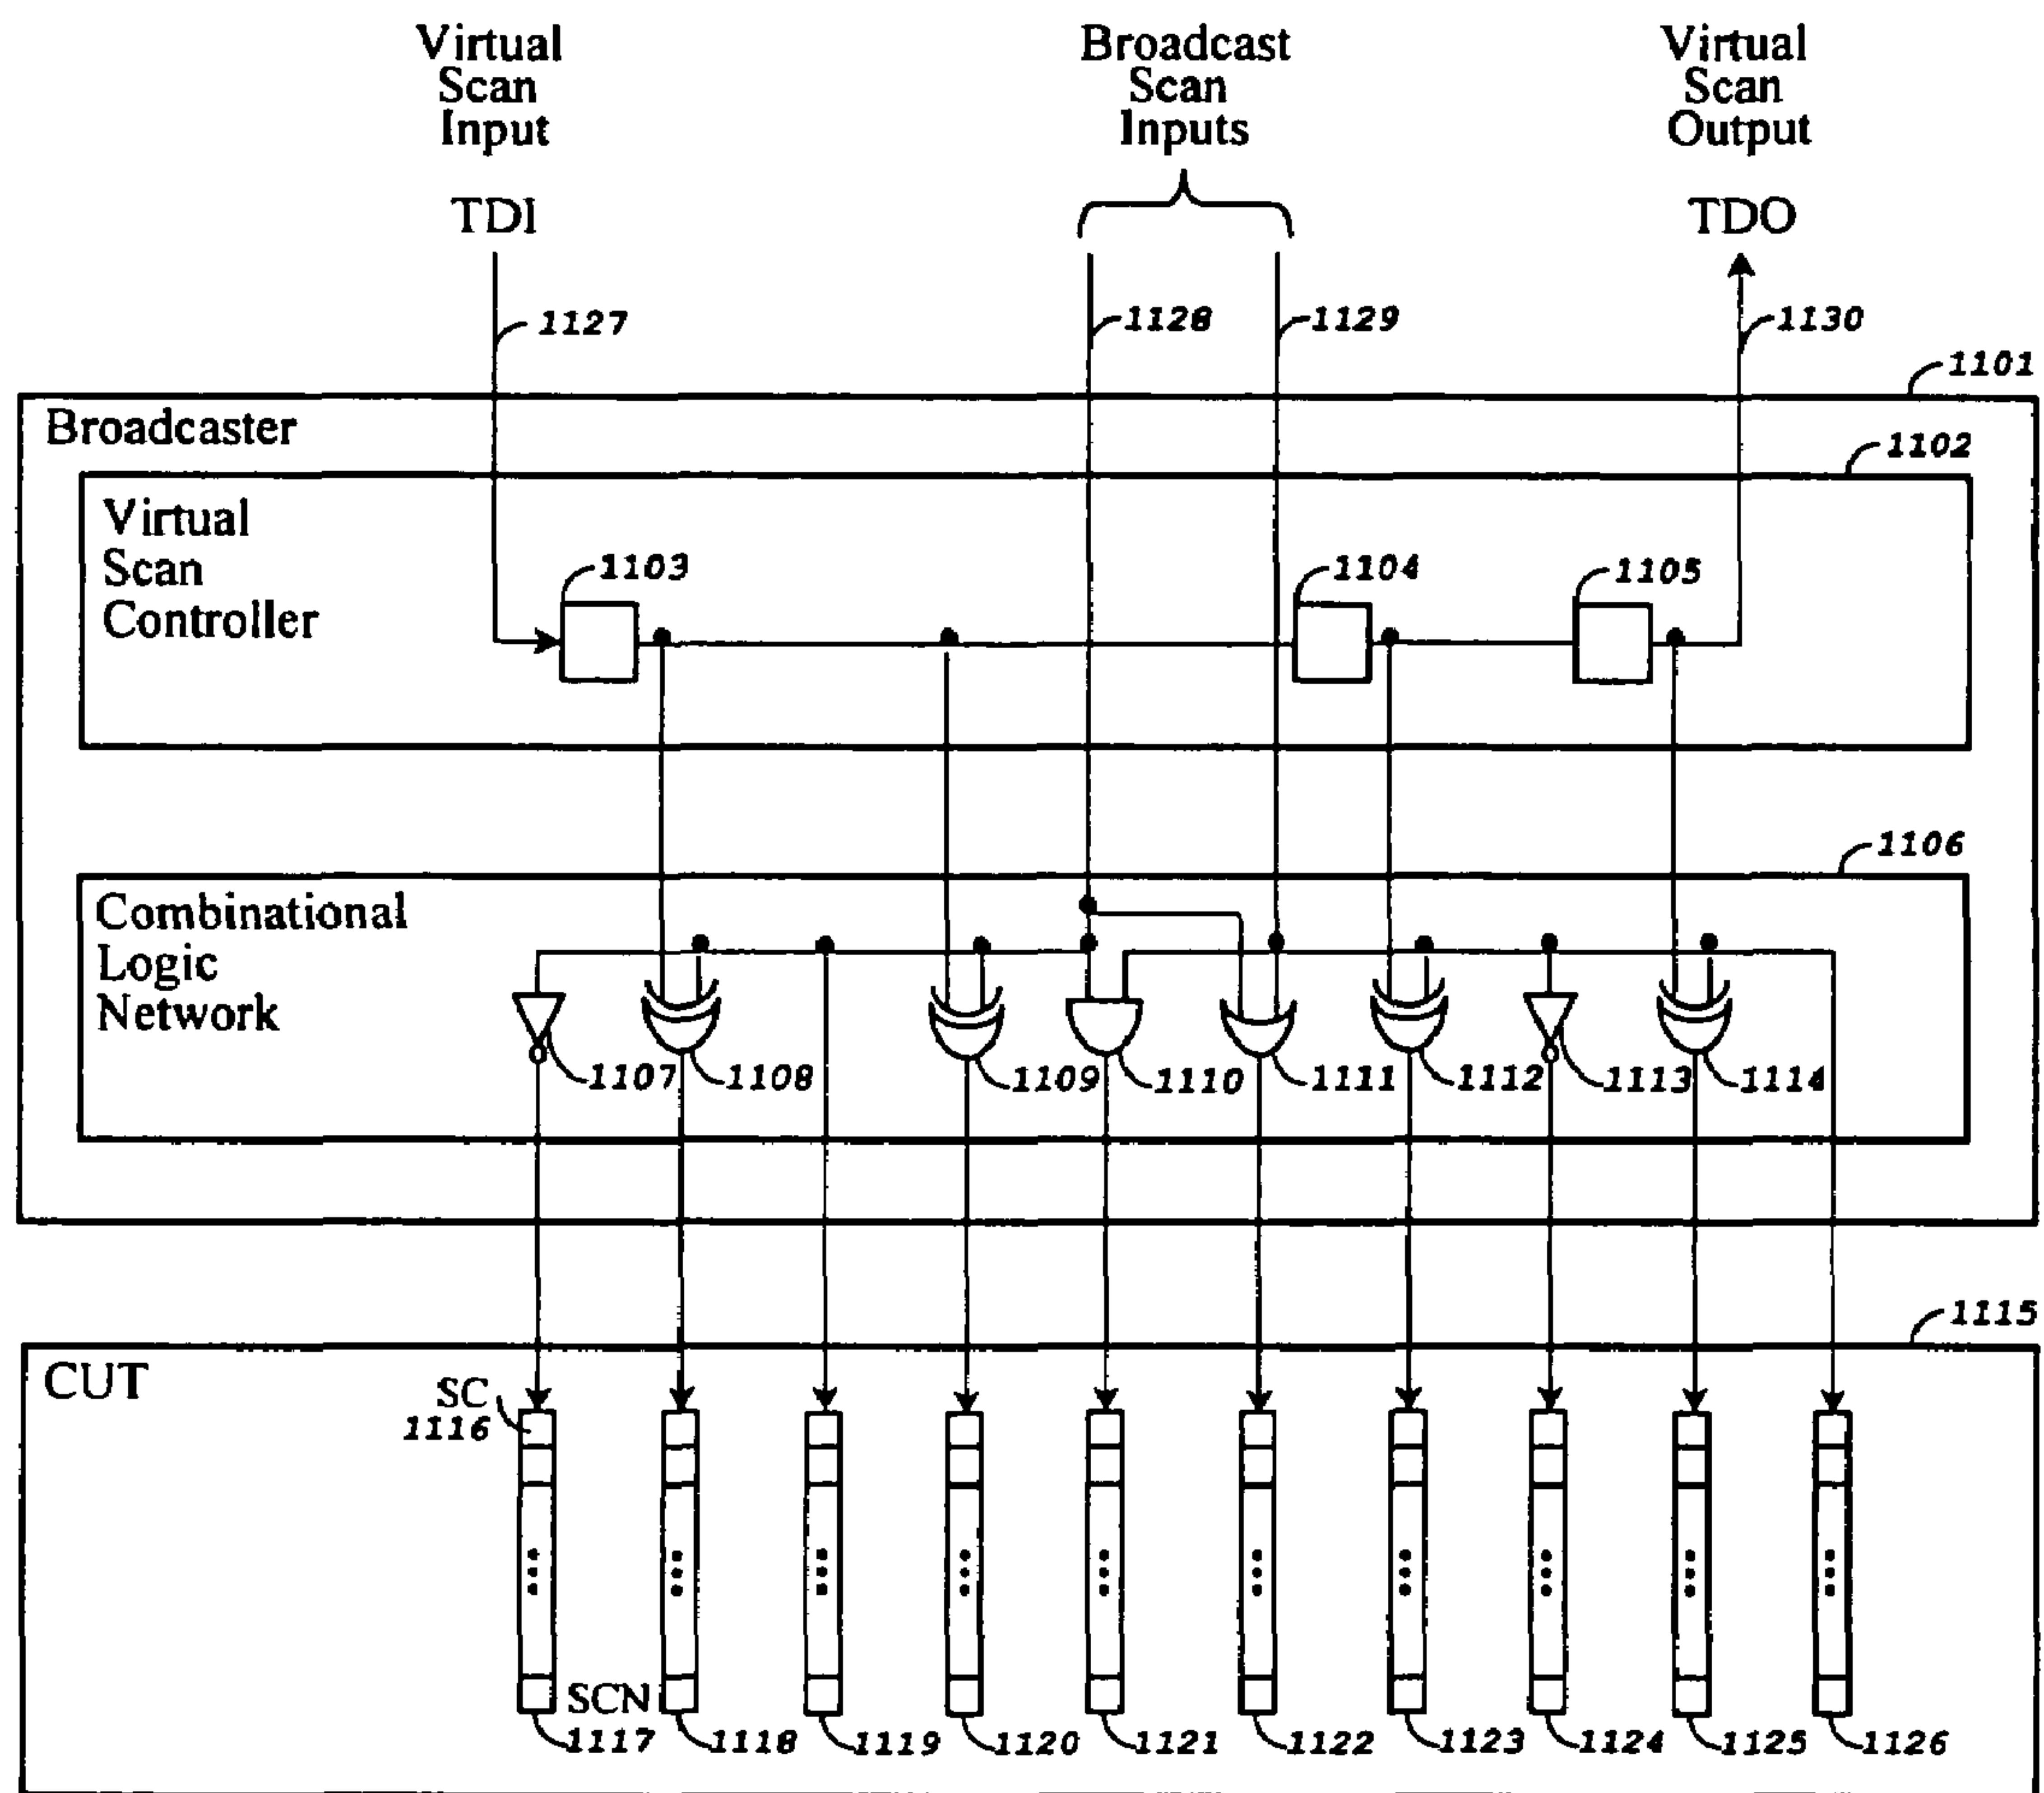 Virtual
Scan
Input
Broadcast
Scan
Inputs
Virtual
Scan
Output
TDI
TDO
1127
1128
1129
1130
1101
Broadcaster
1102
Virtual
Scan
Controller
1103
1104
1105
1106
Combinational
Logic
Network
1107
1108
1109
1110
1111
1112
1113
1114
1115
CUT
SC
1116
SCN
1117
1118
1119
1120
1121
1122
1123
1124
1125
1126